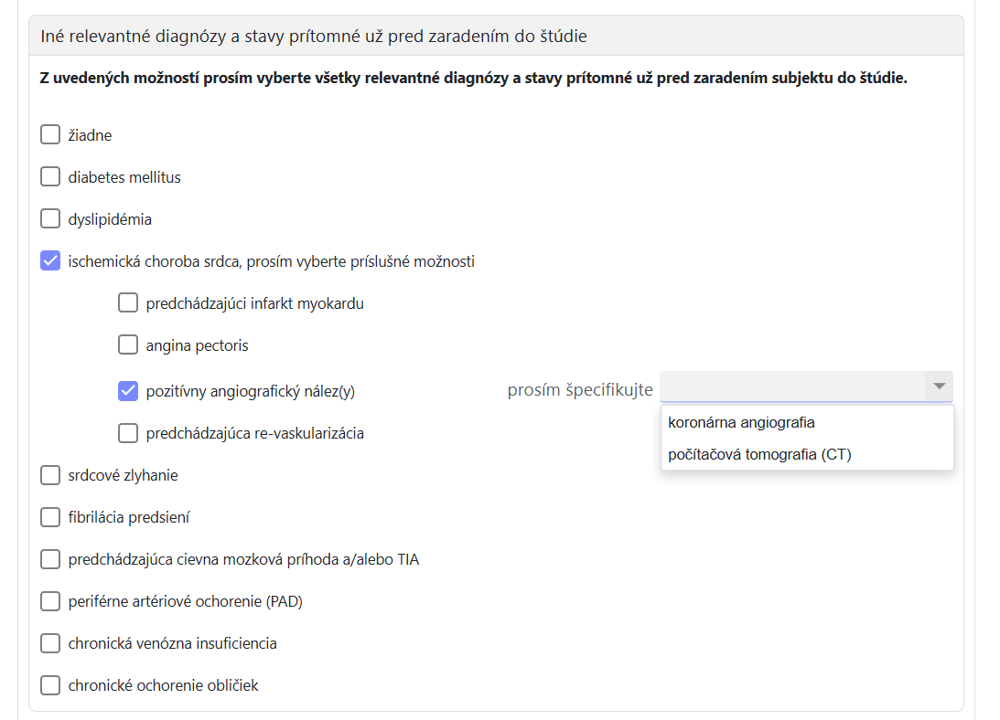 Iné relevantné diagnózy a stavy prítomné už pred zaradením do štúdie
Z uvedených možností prosím vyberte všetky relevantné diagnózy a stavy prítomné už pred zaradením subjektu do štúdie.
žiadne
diabetes mellitus
dyslipidémia
ischemická choroba srdca, prosím vyberte príslušné možnosti
predchádzajúci infarkt myokardu
angina pectoris
pozitívny angiografický nález(y)
prosím špecifikujte
koronárna angiografia
počítačová tomografia (CT)
predchádzajúca re-vaskularizácia
srdcové zlyhanie
fibrilácia predsiení
predchádzajúca cievna mozková príhoda a/alebo TIA
periférne artériové ochorenie (PAD)
chronická venózna insuficiencia
chronické ochorenie obličiek